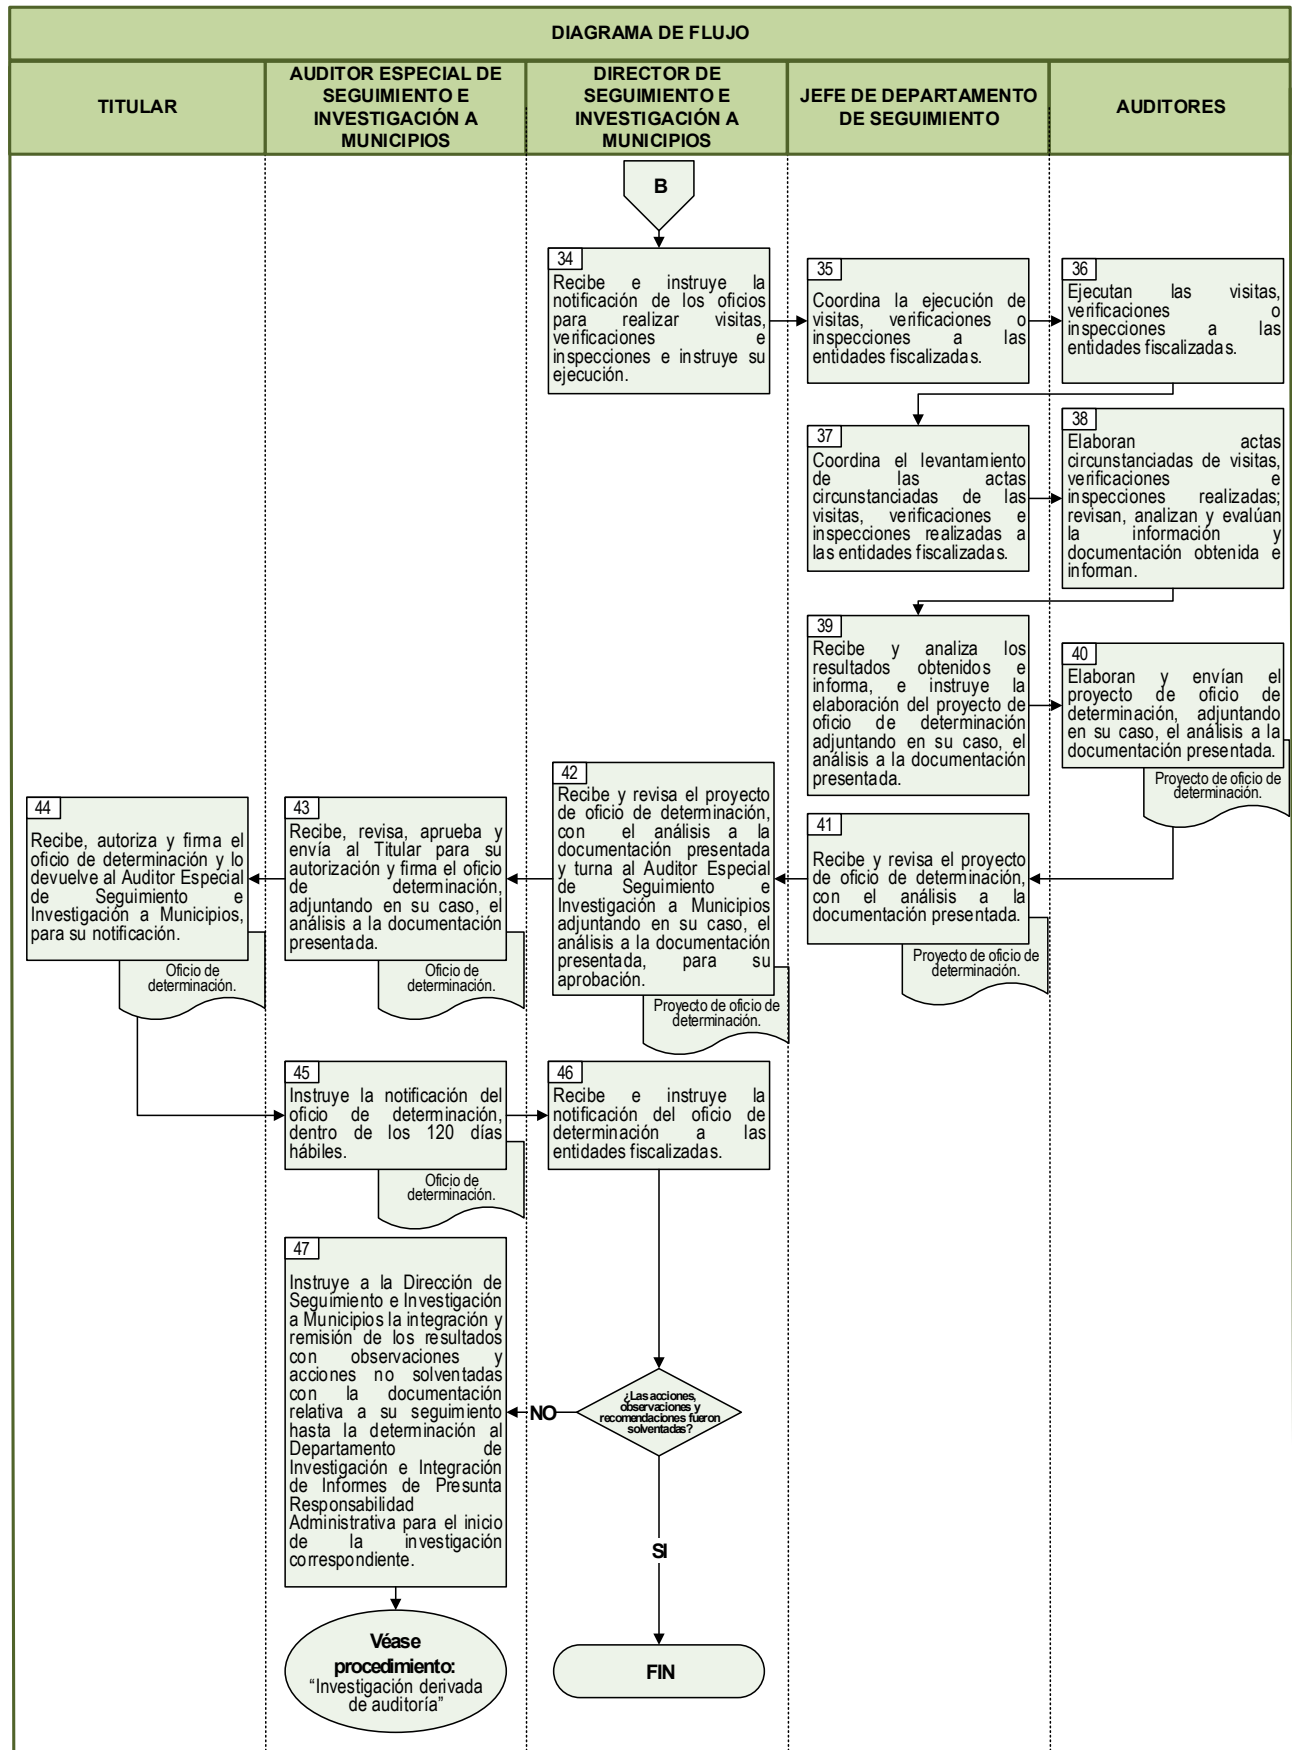 DIAGRAMA DE FLUJO
TITULAR
AUDITOR ESPECIAL DE
SEGUIMIENTO E
INVESTIGACIÓN A
MUNICIPIOS
DIRECTOR DE
SEGUIMIENTO E
INVESTIGACIÓN A
MUNICIPIOS
JEFE DE DEPARTAMENTO
DE SEGUIMIENTO
AUDITORES
B
34
Recibe e instruye la
notificación de los oficios
para realizar visitas,
verificaciones e
inspecciones e instruye su
ejecución.
35
Coordina la ejecución de
visitas, verificaciones o
inspecciones a las
entidades fiscalizadas.
36
Ejecutan las visitas,
verificaciones o
inspecciones a las
entidades fiscalizadas.
37
Coordina el levantamiento
de las actas
circunstanciadas de las
visitas, verificaciones e
inspecciones realizadas a
las entidades fiscalizadas.
38
Elaboran actas
circunstanciadas de visitas,
verificaciones e
inspecciones realizadas;
revisan, analizan y evalúan
la información y
documentación obtenida e
informan.
39
Recibe y analiza los
resultados obtenidos e
informa, e instruye la
elaboración del proyecto de
oficio de determinación
adjuntando en su caso, el
análisis a la documentación
presentada.
40
Elaboran y envían el
proyecto de oficio de
determinación, adjuntando
en su caso, el análisis a la
documentación presentada.
Proyecto de oficio de
determinación.
41
Recibe y revisa el proyecto
de oficio de determinación,
con el análisis a la
documentación presentada.
Proyecto de oficio de
determinación.
42
Recibe y revisa el proyecto
de oficio de determinación,
con el análisis a la
documentación presentada
y turna al Auditor Especial
de Seguimiento e
Investigación a Municipios
adjuntando en su caso, el
análisis a la documentación
presentada, para su
aprobación.
Proyecto de oficio de
determinación.
43
Recibe, revisa, aprueba y
envía al Titular para su
autorización y firma el oficio
de determinación,
adjuntando en su caso, el
análisis a la documentación
presentada.
Oficio de
determinación.
44
Recibe, autoriza y firma el
oficio de determinación y lo
devuelve al Auditor Especial
de Seguimiento e
Investigación a Municipios,
para su notificación.
Oficio de
determinación.
45
Instruye la notificación del
oficio de determinación,
dentro de los 120 días
hábiles.
Oficio de
determinación.
46
Recibe e instruye la
notificación del oficio de
determinación a las
entidades fiscalizadas.
47
Instruye a la Dirección de
Seguimiento e Investigación
a Municipios la integración y
remisión de los resultados
con observaciones y
acciones no solventadas
con la documentación
relativa a su seguimiento
hasta la determinación al
Departamento de
Investigación e Integración
de Informes de Presunta
Responsabilidad
Administrativa para el inicio
de la investigación
correspondiente.
¿Las acciones,
observaciones y
recomendaciones fueron
solventadas?
NO
SI
Véase
procedimiento:
“Investigación derivada
de auditoría”
FIN